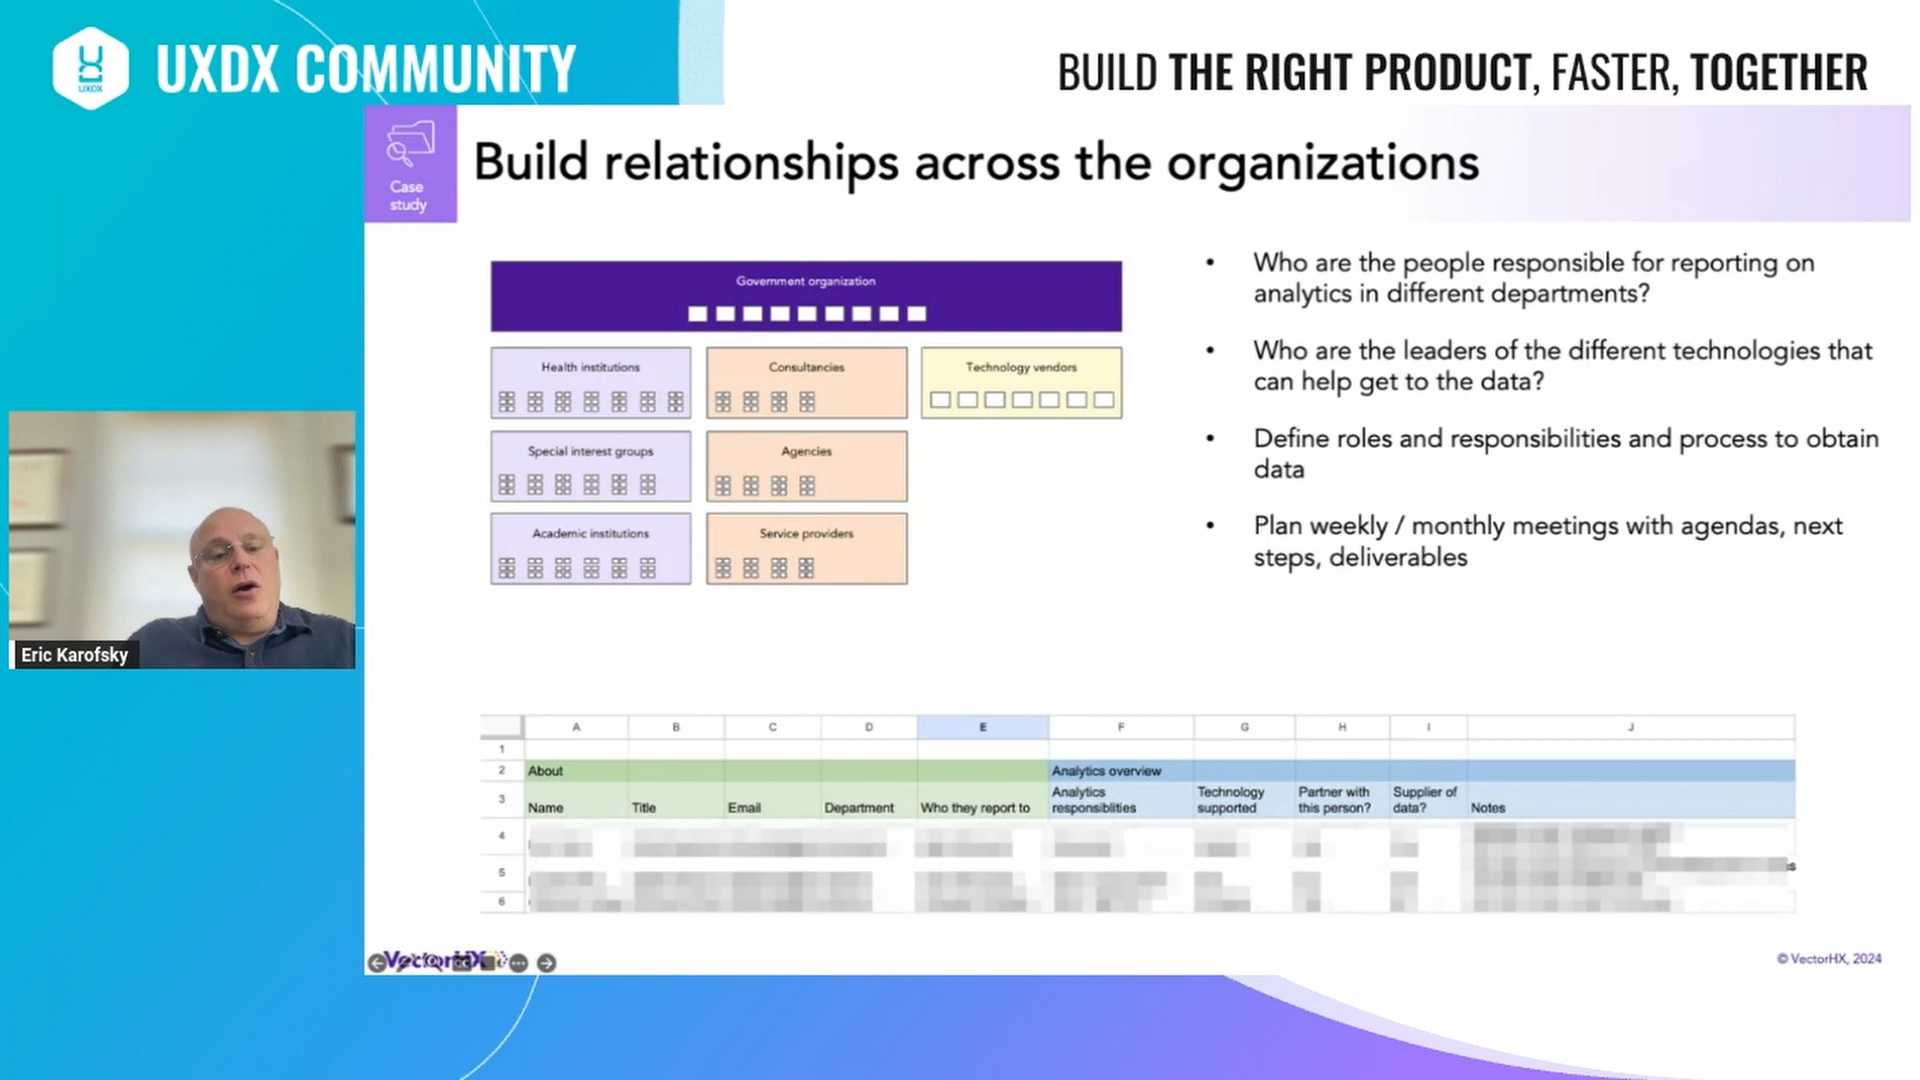 UXDX
UXDX COMMUNITY
BUILD THE RIGHT PRODUCT, FASTER, TOGETHER
Case
study
Build relationships across the organizations
Government organization
Health institutions
Consultancies
Technology vendors
Special interest groups
Agencies
Academic institutions
Service providers
• Who are the people responsible for reporting on
analytics in different departments?
• Who are the leaders of the different technologies that
can help get to the data?
• Define roles and responsibilities and process to obtain
data
• Plan weekly / monthly meetings with agendas, next
steps, deliverables
Eric Karofsky
A B C D E F G H I J
1
2 About Analytics overview
3 Name Title Email Department Who they report to Analytics
responsiblities Technology
supported Partner with
this person? Supplier of
data? Notes
4
5
6
VectorHX
© VectorHX, 2024